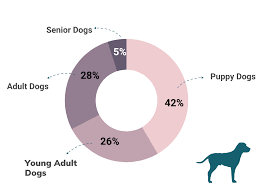 Senior Dogs
5%
28%
Puppy Dogs
Adult Dogs
42%
26%
Young Adult
Dogs